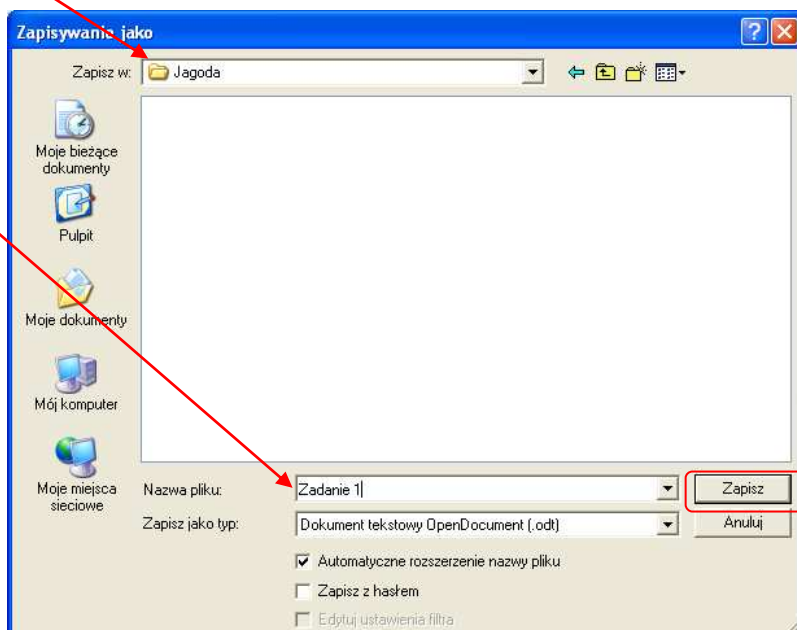 Zapisywanie jako
Zapisz w: Jagoda
Moje bieżące
dokumenty
Pulpit
Moje dokumenty
Mój komputer
Moje miejsca
sieciowe
Nazwa pliku: Zadanie 1 Zapisz
Zapisz jako typ: Dokument tekstowy OpenDocument (.odt) Anuluj
Automatyczne rozszerzenie nazwy pliku
Zapisz z hasłem
Edytuj ustawienia filtra